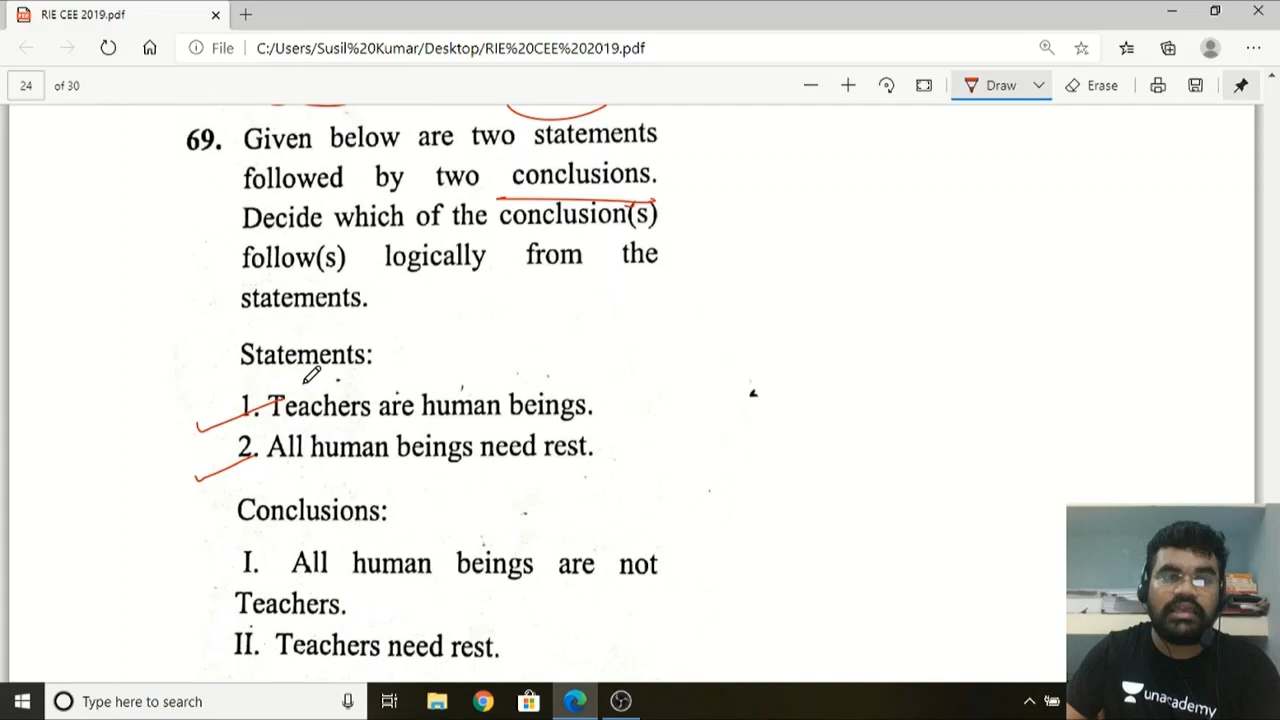 RIE CEE 2019.pdf
File C:/Users/Susil%20Kumar/Desktop/RIE%20CEE%202019.pdf
24 of 30 Draw Erase
69. Given below are two statements
followed by two conclusions.
Decide which of the conclusion(s)
follow(s) logically from the
statements.
Statements:
1. Teachers are human beings.
2. All human beings need rest.
Conclusions:
I. All human beings are not
Teachers.
II. Teachers need rest.
unacademy
Type here to search